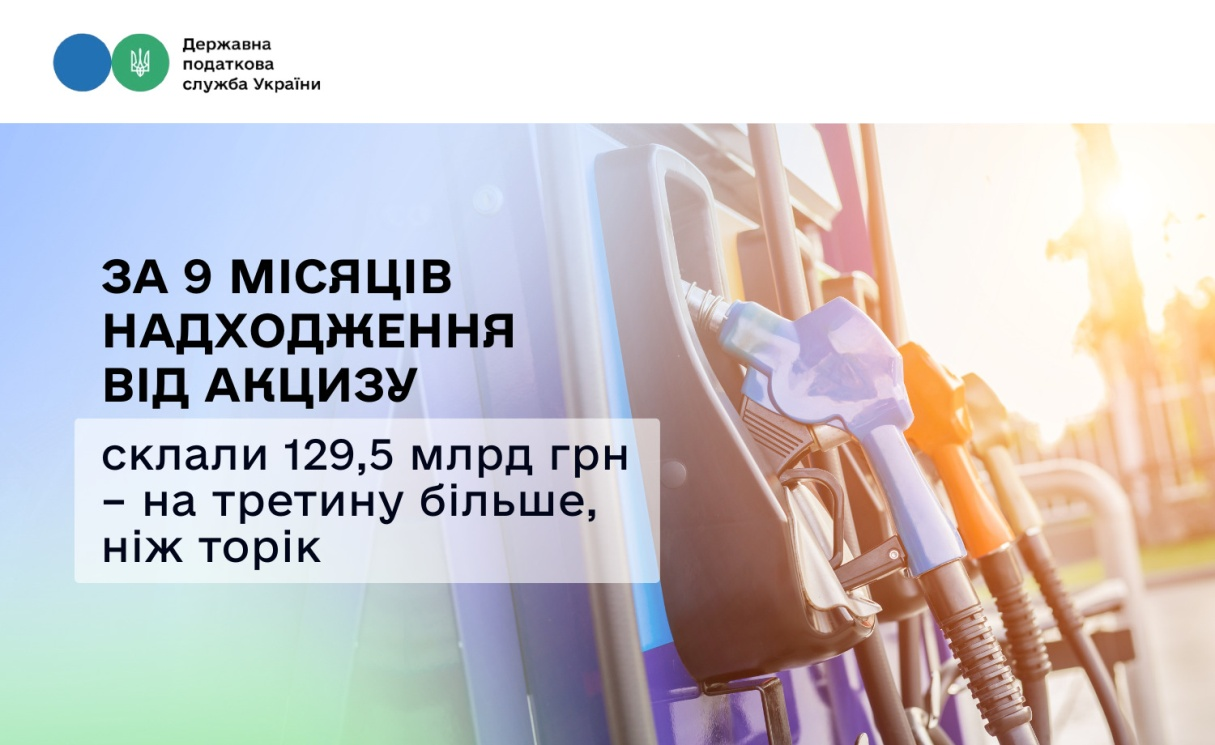 Державна
податкова
служба України
ЗА 9 МІСЯЦІВ
НАДХОДЖЕННЯ
ВІД АКЦИЗУ
склали 129,5 млрд грн
– на третину більше,
ніж торік